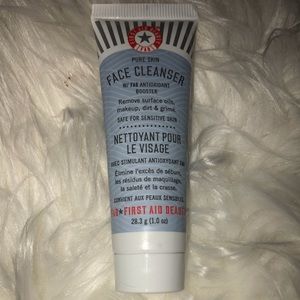 PURE SKIN
FACE CLEANSER
W/ FAB ANTIOXIDANT
BOOSTER
Remove surface oils,
makeup, dirt & grime.
SAFE FOR SENSITIVE SKIN
NETTOYANT POUR
LE VISAGE
AVEC STIMULANT ANTIOXYDANT FAB
Élimine l'excès de sébum,
les résidus de maquillage,
la saleté et la crasse.
CONVIENT AUX PEAUX SENSIBLES
FAB FIRST AID BEAUTY
28.3 g (1.0 oz)